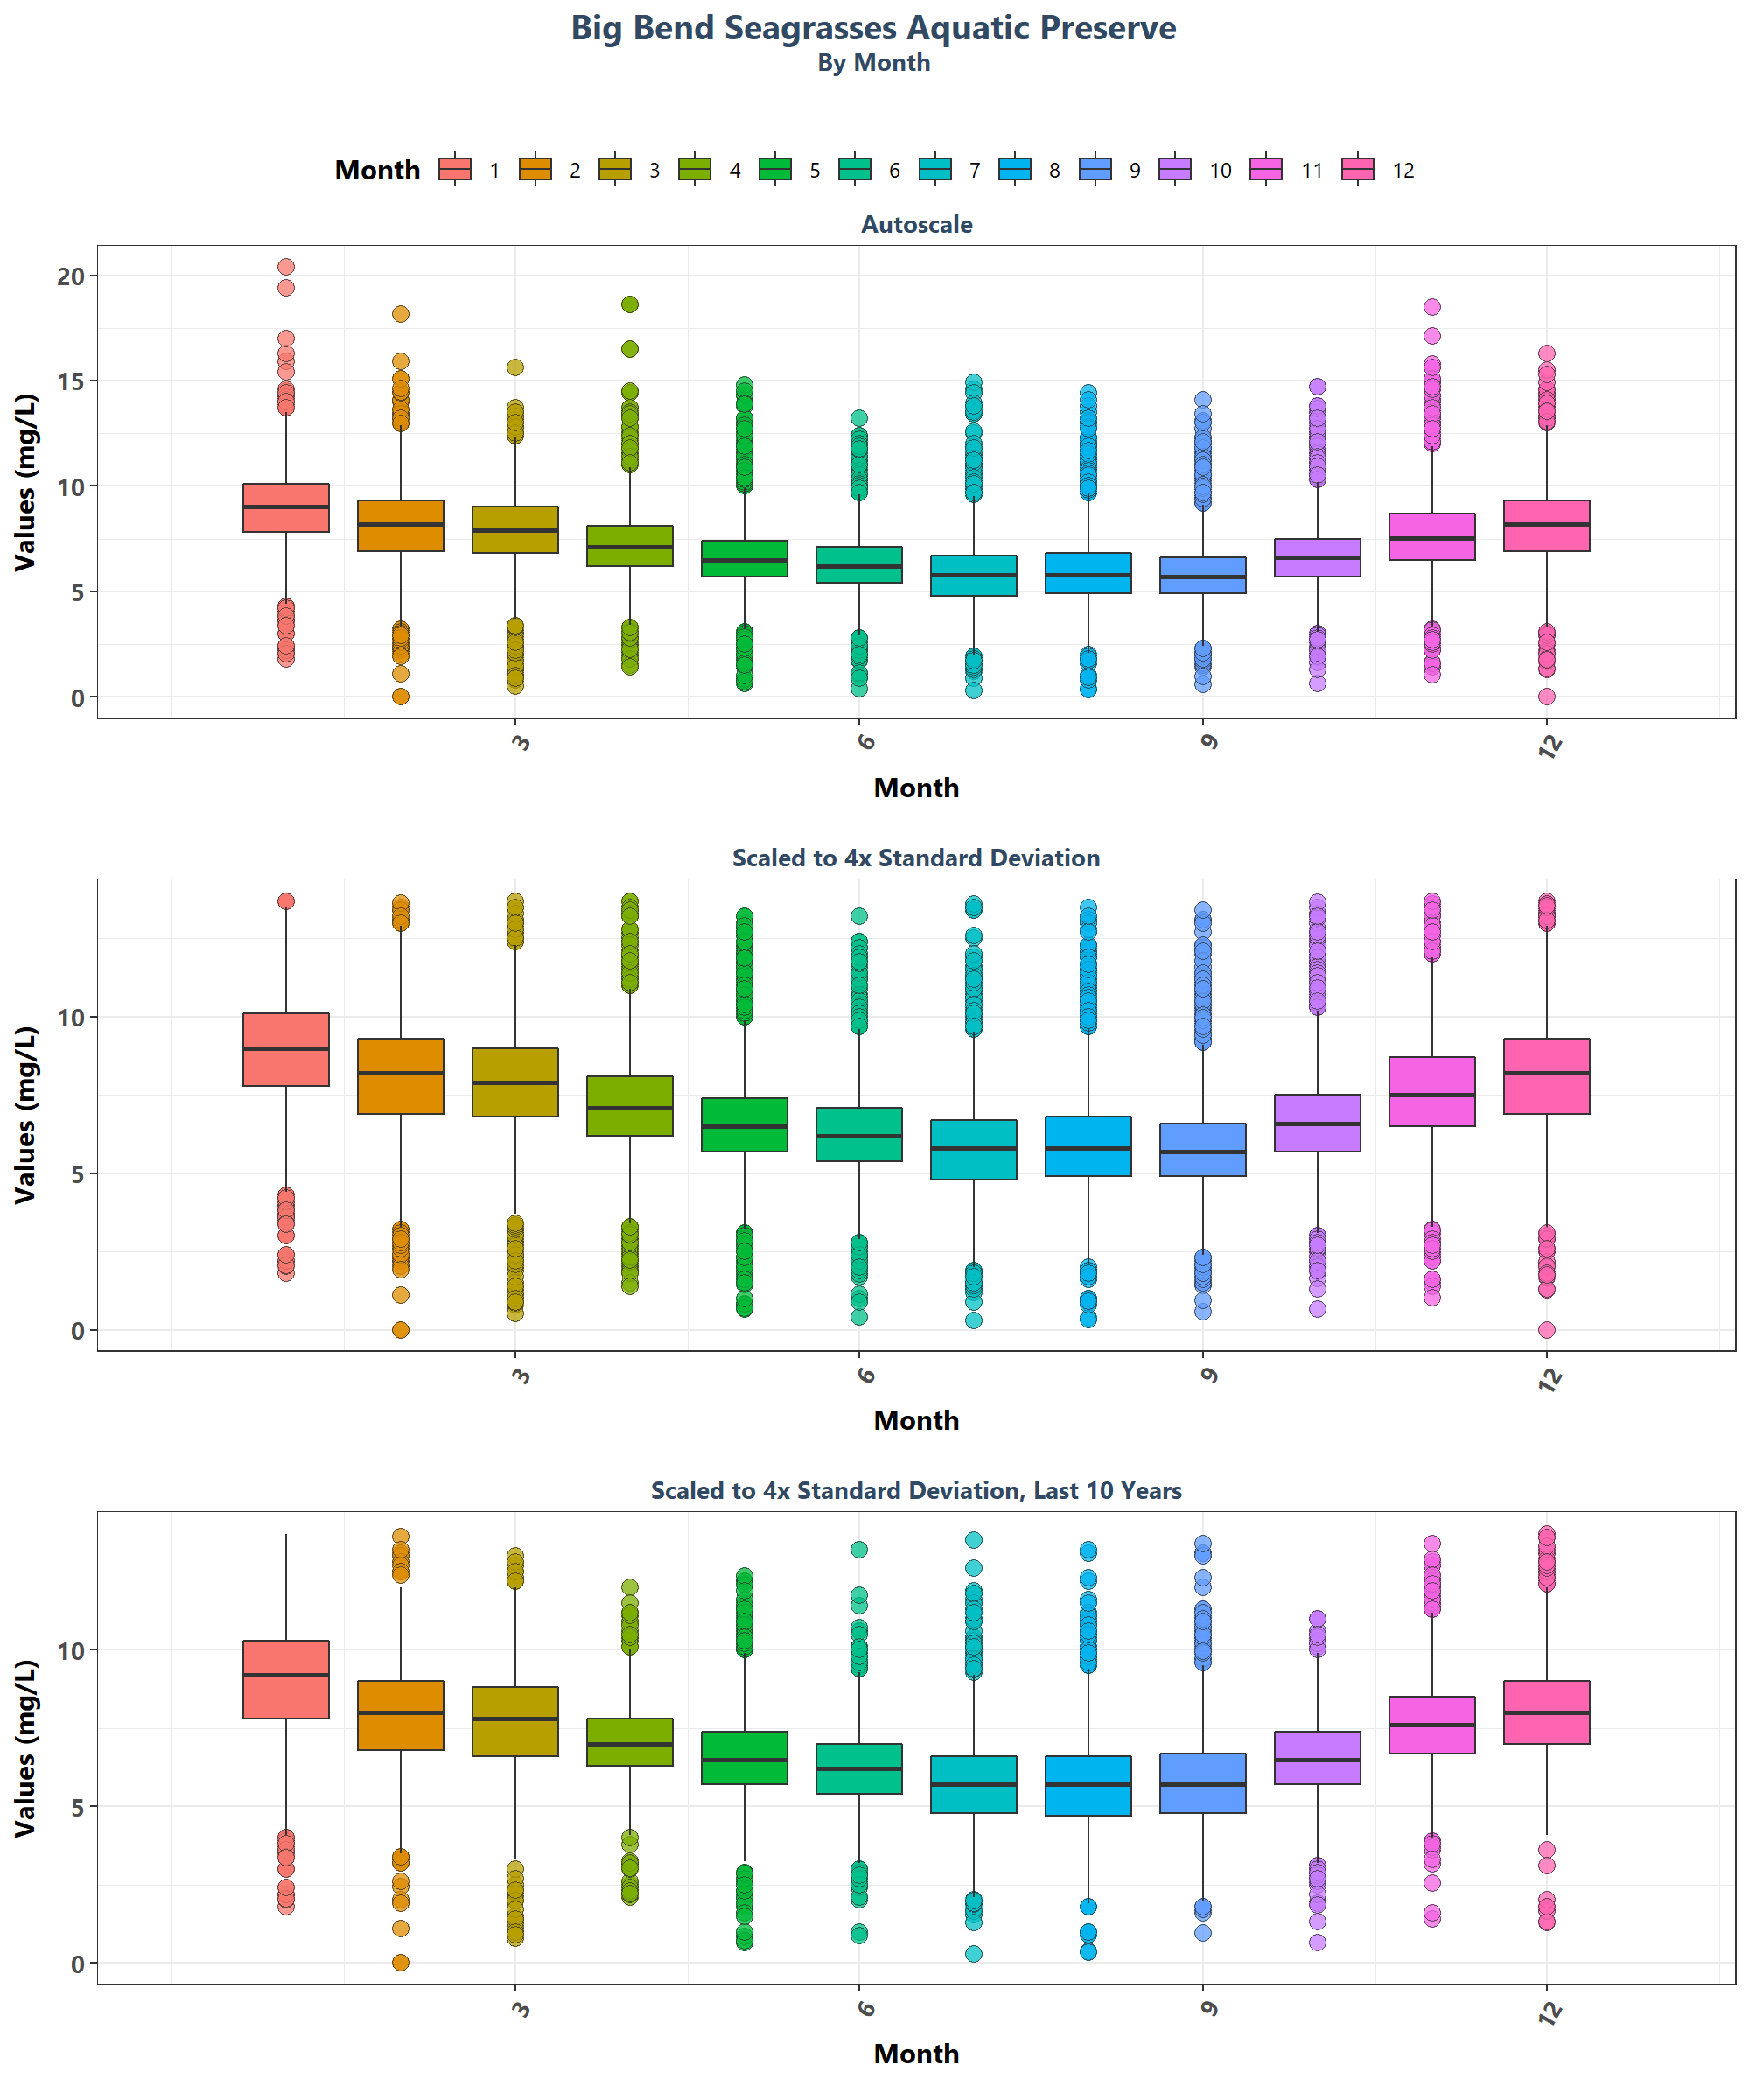 Big Bend Seagrasses Aquatic Preserve
By Month
Month 1 2 3 4 5 6 7 8 9 10 11 12
Autoscale
Values (mg/L)
20
15
10
5
0
3 6 9 12
Month
Scaled to 4x Standard Deviation
Values (mg/L)
10
5
0
3 6 9 12
Month
Scaled to 4x Standard Deviation, Last 10 Years
Values (mg/L)
10
5
0
3 6 9 12
Month